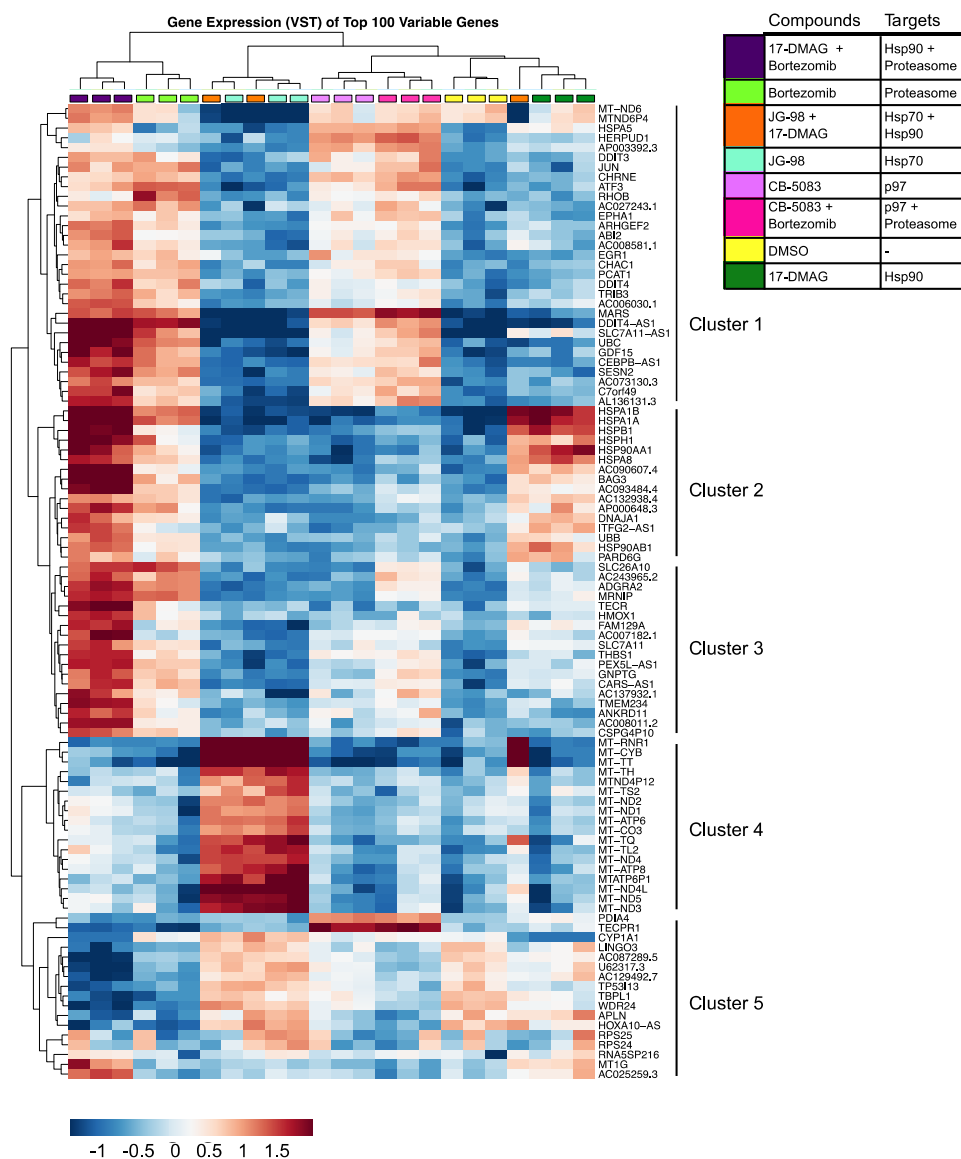 Gene Expression (VST) of Top 100 Variable Genes
Compounds Targets
17-DMAG + Hsp90 +
Bortezomib Proteasome
Bortezomib Proteasome
JG-98 + Hsp70 +
17-DMAG Hsp90
JG-98 Hsp70
CB-5083 p97
CB-5083 + p97 +
Bortezomib Proteasome
DMSO -
17-DMAG Hsp90
MT−ND6
MTND6P4
HSPA5
HERPUD1
AP003392.3
DDIT3
JUN
CHRNE
ATF3
RHOB
AC027243.1
EPHA1
ARHGEF2
ABI2
AC008581.1
EGR1
CHAC1
PCAT1
DDIT4
TRIB3
AC006030.1
MARS
DDIT4−AS1
SLC7A11−AS1
UBC
GDF15
CEBPB−AS1
SESN2
AC073130.3
C7orf49
AL136131.3
Cluster 1
HSPA1B
HSPA1A
HSPB1
HSPH1
HSP90AA1
HSPA8
AC090607.4
BAG3
AC093484.4
AC132938.4
AP000648.3
DNAJA1
ITFG2−AS1
UBB
HSP90AB1
PARD6G
Cluster 2
SLC26A10
AC243965.2
ADGRA2
MRNIP
TECR
HMOX1
FAM129A
AC007182.1
SLC7A11
THBS1
PEX5L−AS1
GNPTG
CARS−AS1
AC137932.1
TMEM234
ANKRD11
AC008011.2
CSPG4P10
Cluster 3
MT−RNR1
MT−CYB
MT−TT
MT−TH
MTND4P12
MT−TS2
MT−ND2
MT−ND1
MT−ATP6
MT−CO3
MT−TQ
MT−TL2
MT−ND4
MT−ATP8
MTATP6P1
MT−ND4L
MT−ND5
MT−ND3
Cluster 4
PDIA4
TECPR1
CYP1A1
LINGO3
AC087289.5
U62317.3
AC129492.7
TP53I13
TBPL1
WDR24
APLN
HOXA10−AS
RPS25
RPS24
RNA5SP216
MT1G
AC025259.3
Cluster 5
-1 -0.5 0 0.5 1 1.5